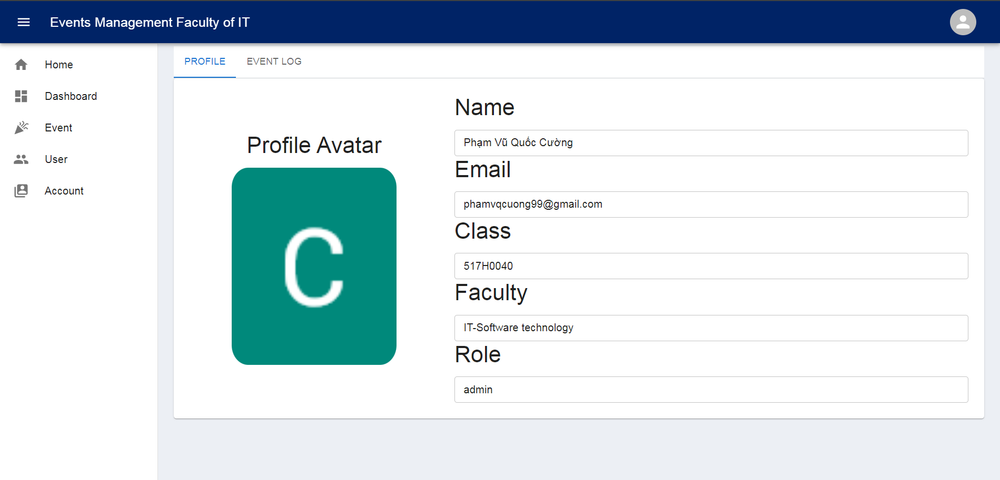 Events Management Faculty of IT
Home
Dashboard
Event
User
Account
PROFILE EVENT LOG
Profile Avatar
C
Name
Phạm Vũ Quốc Cường
Email
phamvqcuong99@gmail.com
Class
517H0040
Faculty
IT-Software technology
Role
admin